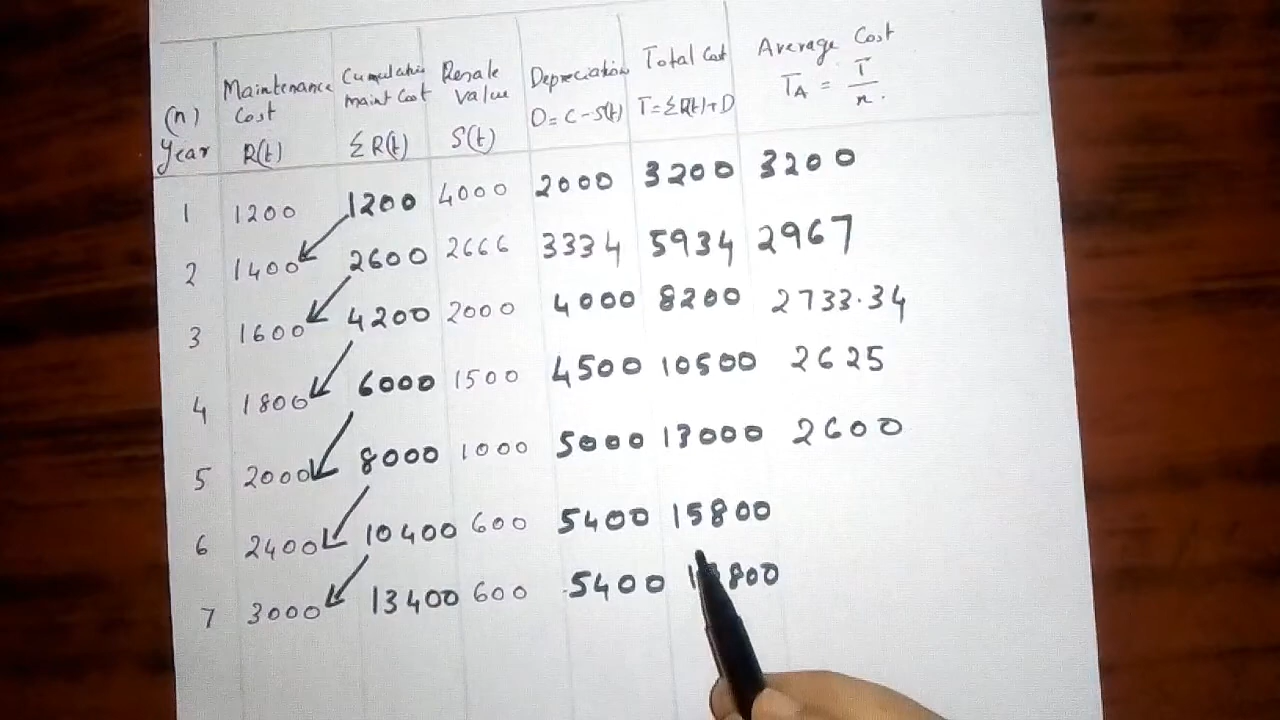 (n) Year Maintenance Cost R(t) Cumulativ maint Cost ΣR(t) Resale value S(t) Depreciation D = C - S(t) Total Cost T = ΣR(t)+D Average Cost T_A = T/n.
1 1200 1200 4000 2000 3200 3200
2 1400 2600 2666 3334 5934 2967
3 1600 4200 2000 4000 8200 2733.34
4 1800 6000 1500 4500 10500 2625
5 2000 8000 1000 5000 13000 2600
6 2400 10400 600 5400 15800
7 3000 13400 600 5400